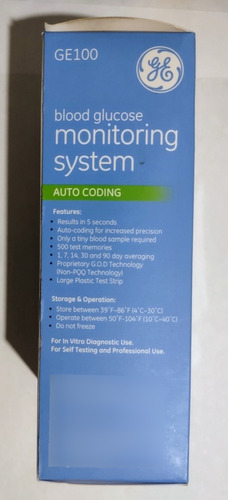 GE100
GE
blood glucose
monitoring
system
AUTO CODING
Features:
• Results in 5 seconds
• Auto-coding for increased precision
• Only a tiny blood sample required
• 500 test memories
• 1, 7, 14, 30 and 90 day averaging
• Proprietary G.O.D Technology
(Non-PQQ Technology)
• Large Plastic Test Strip
Storage & Operation:
• Store between 39°F–86°F (4°C–30°C)
• Operate between 50°F–104°F (10°C–40°C)
• Do not freeze
For In Vitro Diagnostic Use.
For Self Testing and Professional Use.